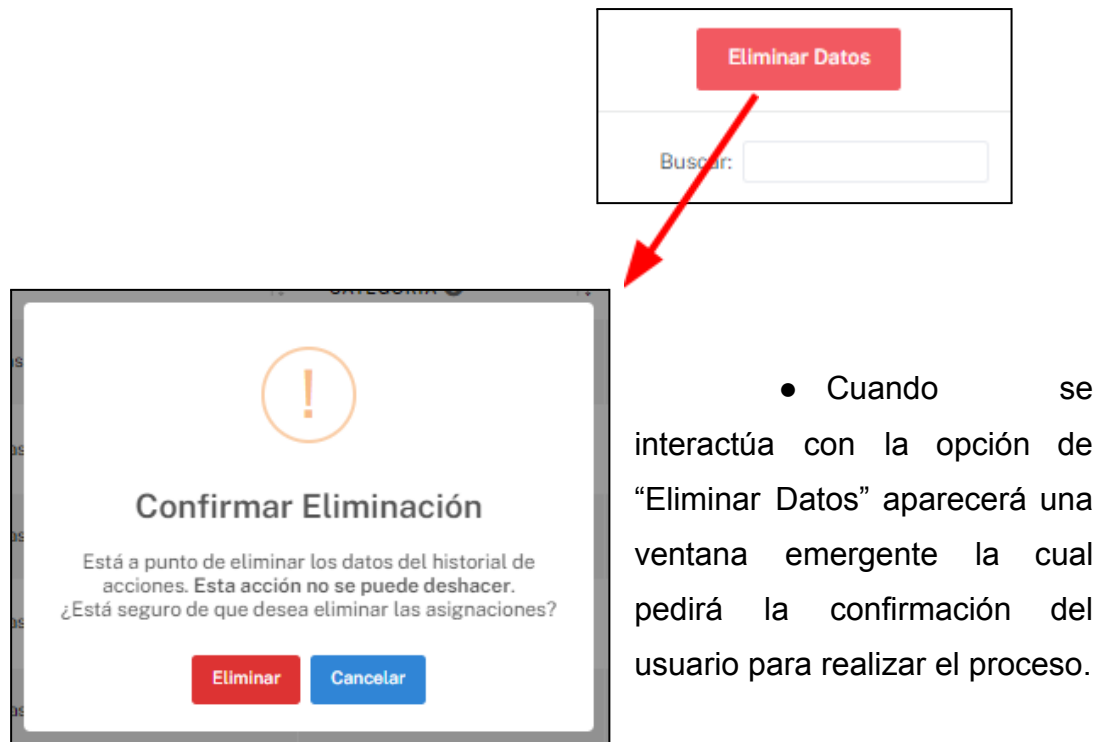 Eliminar Datos
Buscar:
CATEGORÍA
!
Confirmar Eliminación
Está a punto de eliminar los datos del historial de
acciones. Esta acción no se puede deshacer.
¿Está seguro de que desea eliminar las asignaciones?
Eliminar Cancelar
● Cuando se
interactúa con la opción de
“Eliminar Datos” aparecerá una
ventana emergente la cual
pedirá la confirmación del
usuario para realizar el proceso.